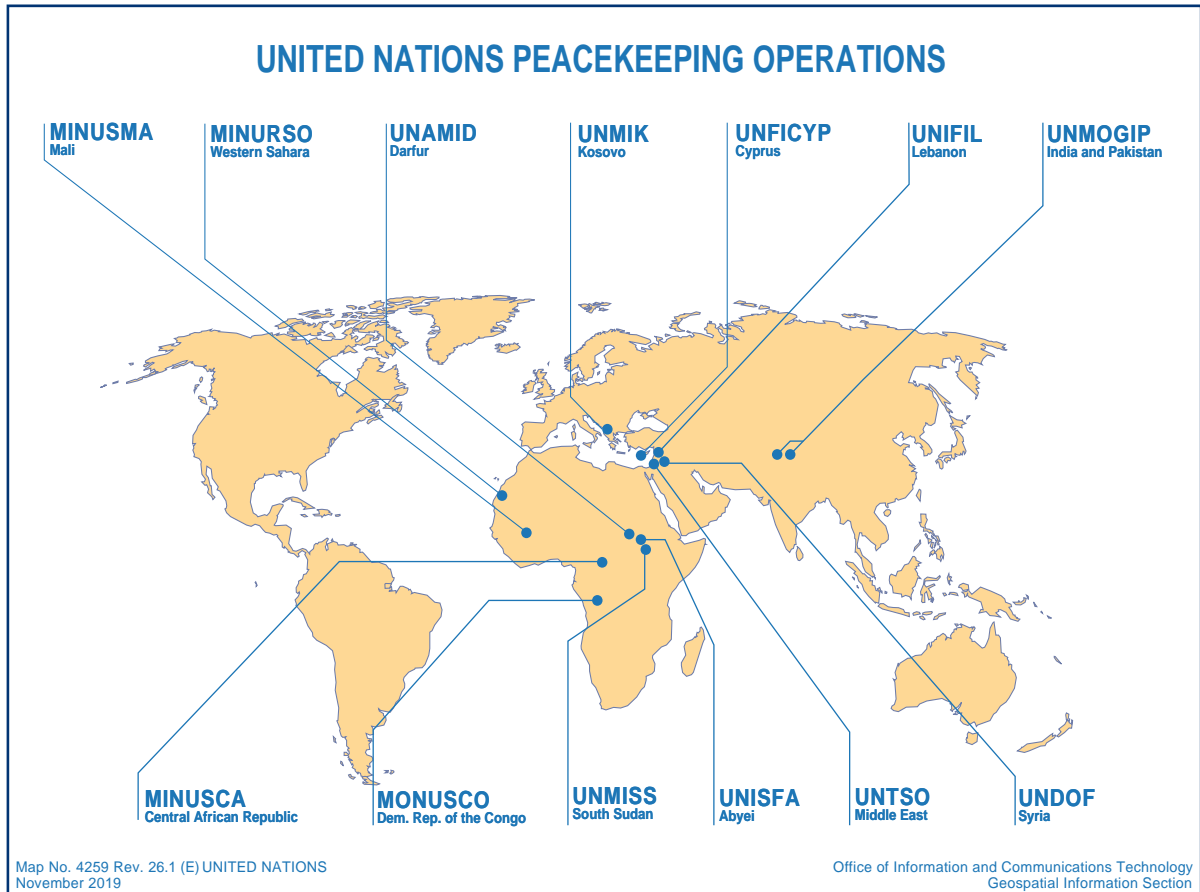 UNITED NATIONS PEACEKEEPING OPERATIONS
MINUSMA
Mali
MINURSO
Western Sahara
UNAMID
Darfur
UNMIK
Kosovo
UNFICYP
Cyprus
UNIFIL
Lebanon
UNMOGIP
India and Pakistan
MINUSCA
Central African Republic
MONUSCO
Dem. Rep. of the Congo
UNMISS
South Sudan
UNISFA
Abyei
UNTSO
Middle East
UNDOF
Syria
Map No. 4259 Rev. 26.1 (E) UNITED NATIONS
November 2019
Office of Information and Communications Technology
Geospatial Information Section